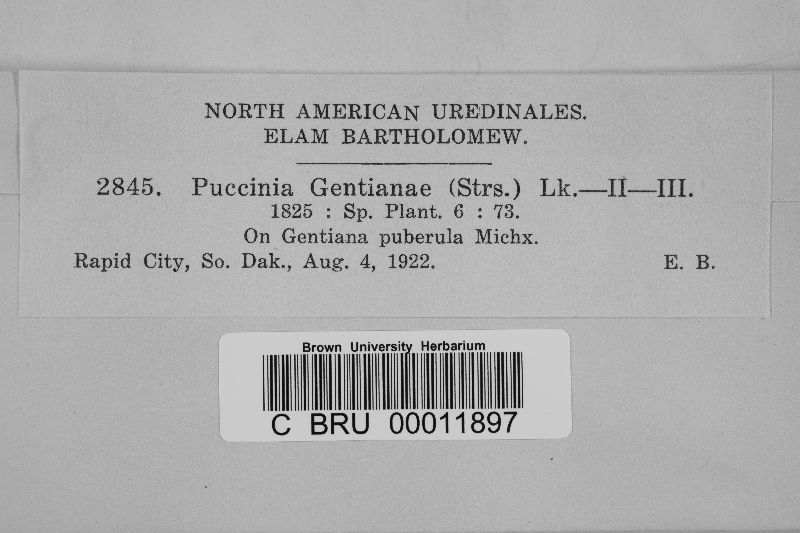 NORTH AMERICAN UREDINALES.
ELAM BARTHOLOMEW.
2845. Puccinia Gentianae (Strs.) Lk.—II—III.
1825 : Sp. Plant. 6 : 73.
On Gentiana puberula Michx.
Rapid City, So. Dak., Aug. 4, 1922. E. B.
Brown University Herbarium
C BRU 00011897